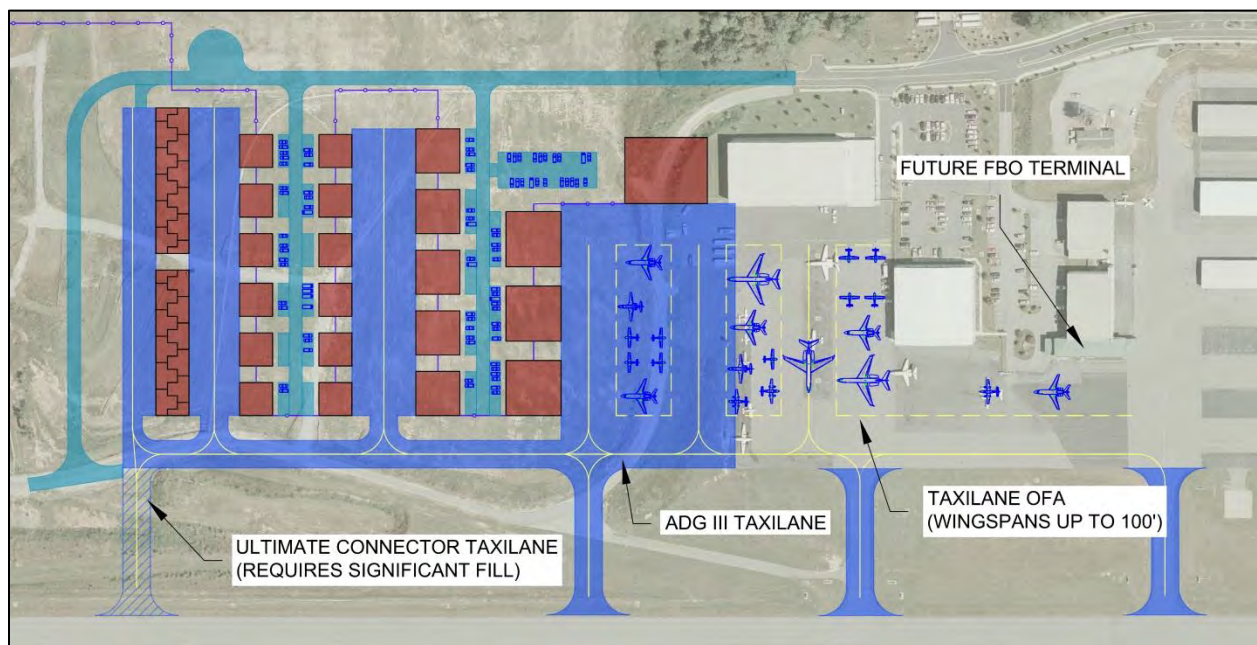 FUTURE FBO TERMINAL
TAXILANE OFA
(WINGSPANS UP TO 100')
ADG III TAXILANE
ULTIMATE CONNECTOR TAXILANE
(REQUIRES SIGNIFICANT FILL)